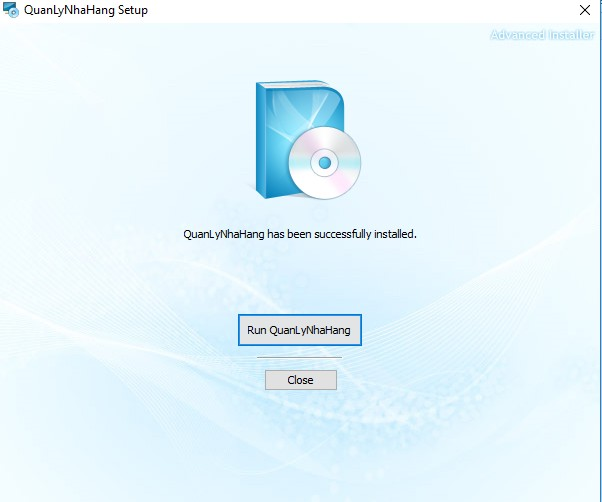 QuanLyNhaHang Setup
Advanced Installer
QuanLyNhaHang has been successfully installed.
Run QuanLyNhaHang
Close